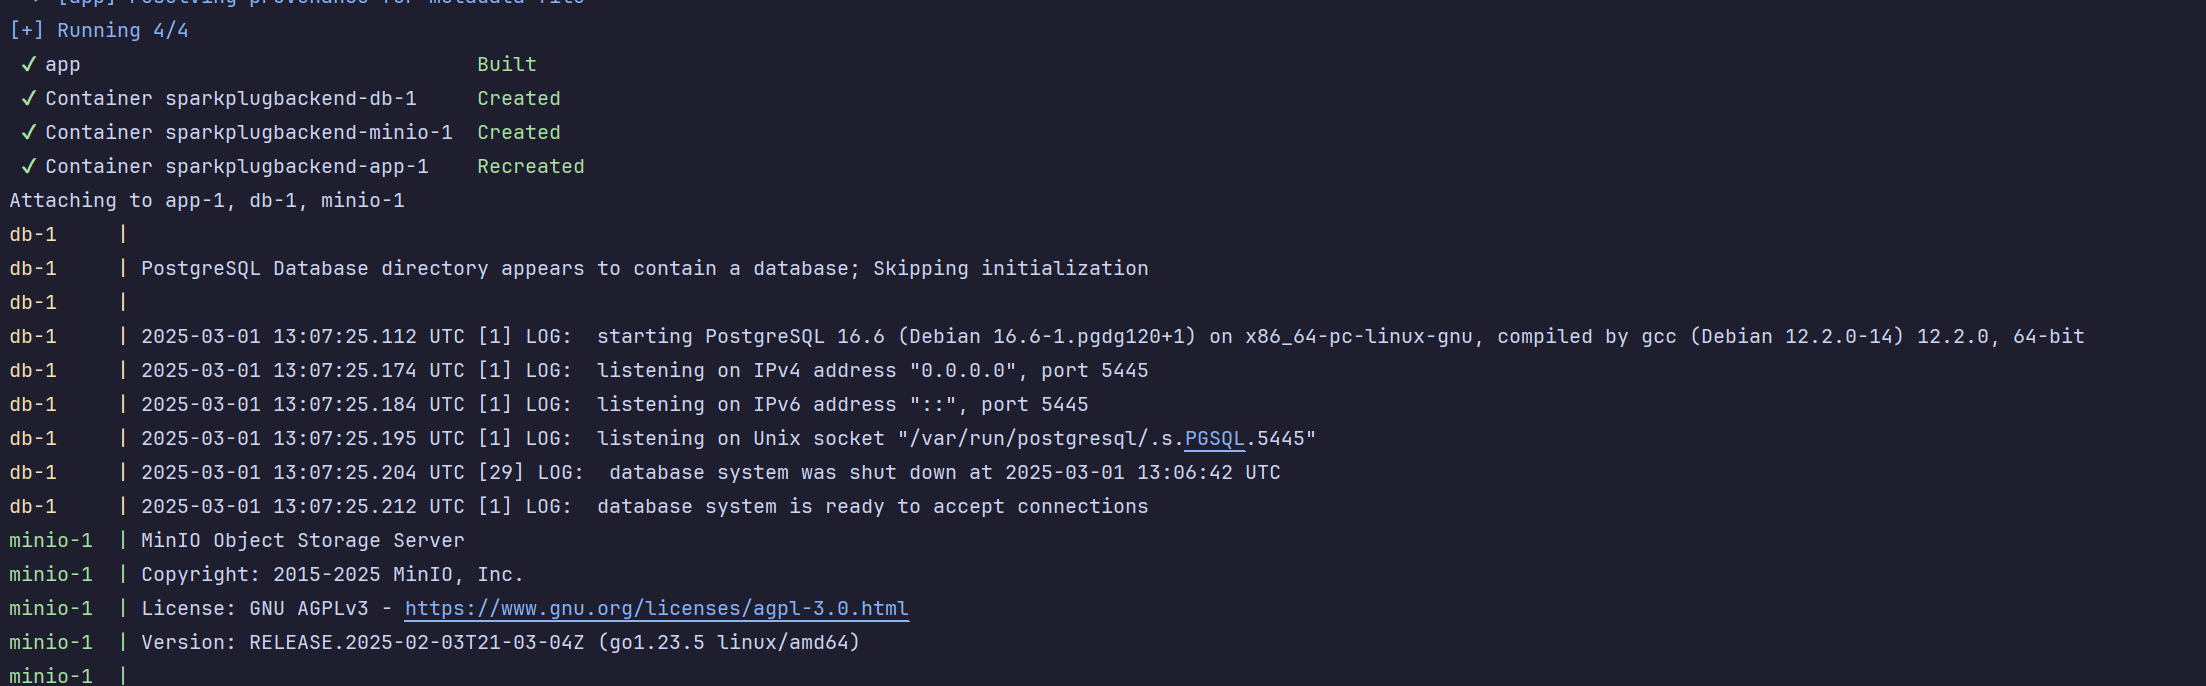 [app] resolving provenance for metadata file
[+] Running 4/4
✓ app Built
✓ Container sparkplugbackend-db-1 Created
✓ Container sparkplugbackend-minio-1 Created
✓ Container sparkplugbackend-app-1 Recreated
Attaching to app-1, db-1, minio-1
db-1 |
db-1 | PostgreSQL Database directory appears to contain a database; Skipping initialization
db-1 |
db-1 | 2025-03-01 13:07:25.112 UTC [1] LOG:  starting PostgreSQL 16.6 (Debian 16.6-1.pgdg120+1) on x86_64-pc-linux-gnu, compiled by gcc (Debian 12.2.0-14) 12.2.0, 64-bit
db-1 | 2025-03-01 13:07:25.174 UTC [1] LOG:  listening on IPv4 address "0.0.0.0", port 5445
db-1 | 2025-03-01 13:07:25.184 UTC [1] LOG:  listening on IPv6 address "::", port 5445
db-1 | 2025-03-01 13:07:25.195 UTC [1] LOG:  listening on Unix socket "/var/run/postgresql/.s.PGSQL.5445"
db-1 | 2025-03-01 13:07:25.204 UTC [29] LOG:  database system was shut down at 2025-03-01 13:06:42 UTC
db-1 | 2025-03-01 13:07:25.212 UTC [1] LOG:  database system is ready to accept connections
minio-1 | MinIO Object Storage Server
minio-1 | Copyright: 2015-2025 MinIO, Inc.
minio-1 | License: GNU AGPLv3 - https://www.gnu.org/licenses/agpl-3.0.html
minio-1 | Version: RELEASE.2025-02-03T21-03-04Z (go1.23.5 linux/amd64)
minio-1 |